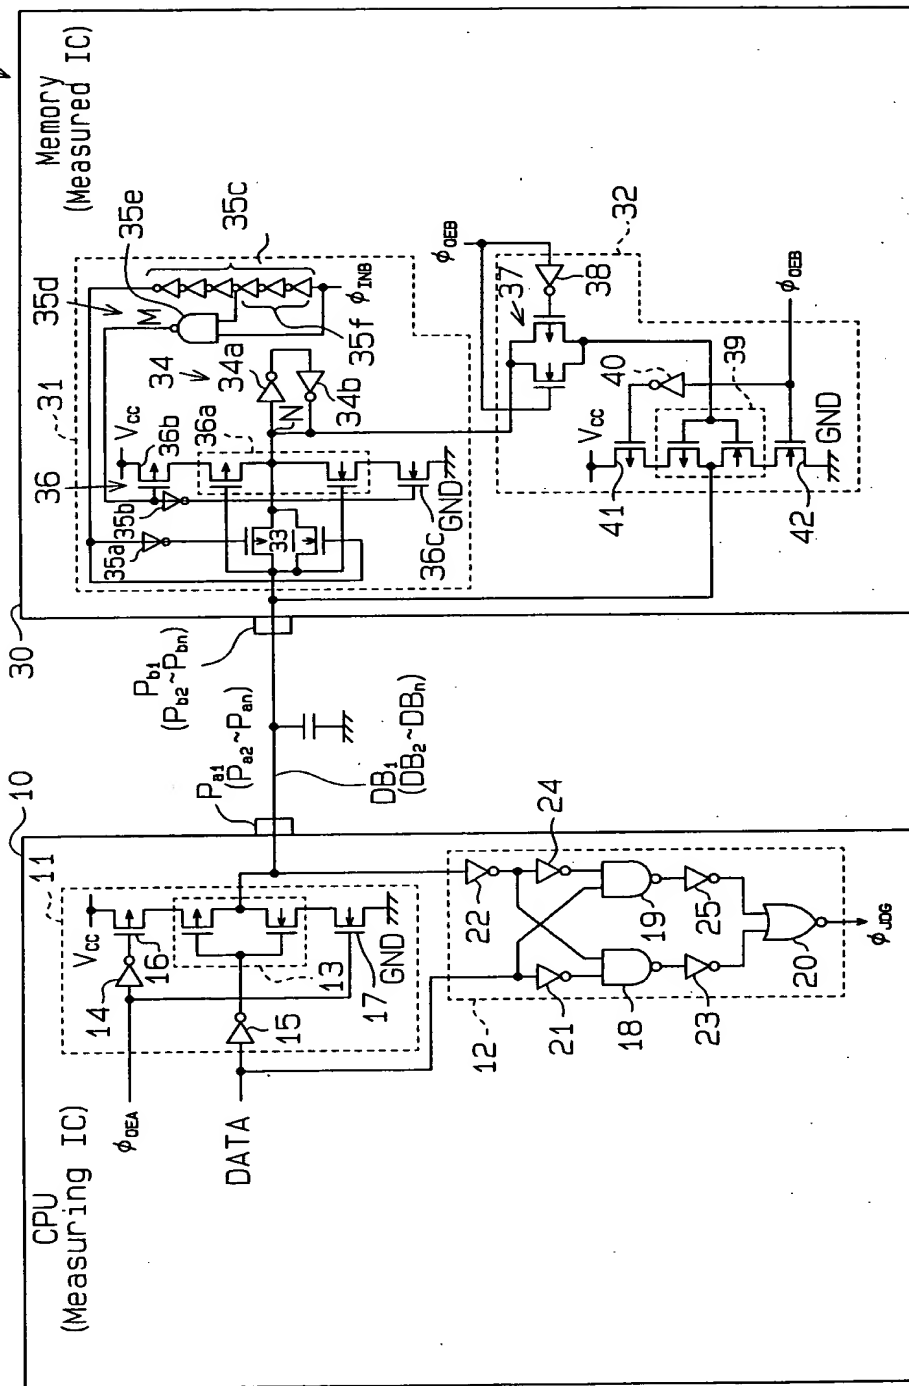 10
CPU
(Measuring IC)
11
VCC
14
16
φOEA
13
15
17
GND
DATA
12
22
24
21
18
19
23
25
20
φJDG
Pa1
(Pa2~Pan)
DB1
(DB2~DBn)
Pb1
(Pb2~Pbn)
30
Memory
(Measured IC)
31
36
VCC
36b
35b
35a
36a
33
36c
GND
35d
35e
35c
M
34
34a
35f
φINB
N
34b
φOEB
32
37
38
VCC
40
41
39
φOEB
42
GND